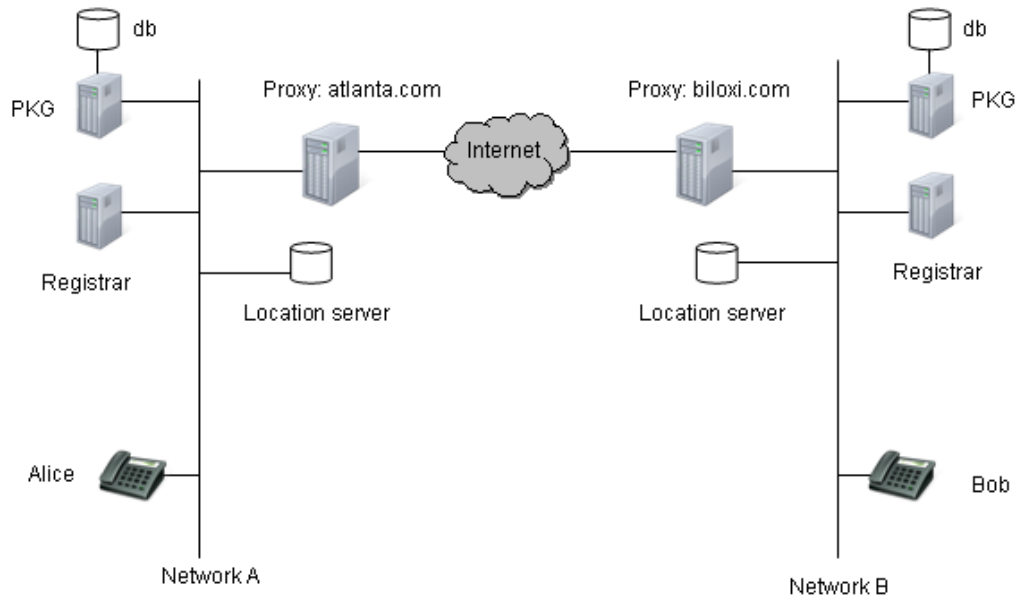 db
db
PKG
Proxy: atlanta.com
Proxy: biloxi.com
PKG
Internet
Registrar
Registrar
Location server
Location server
Alice
Bob
Network A
Network B